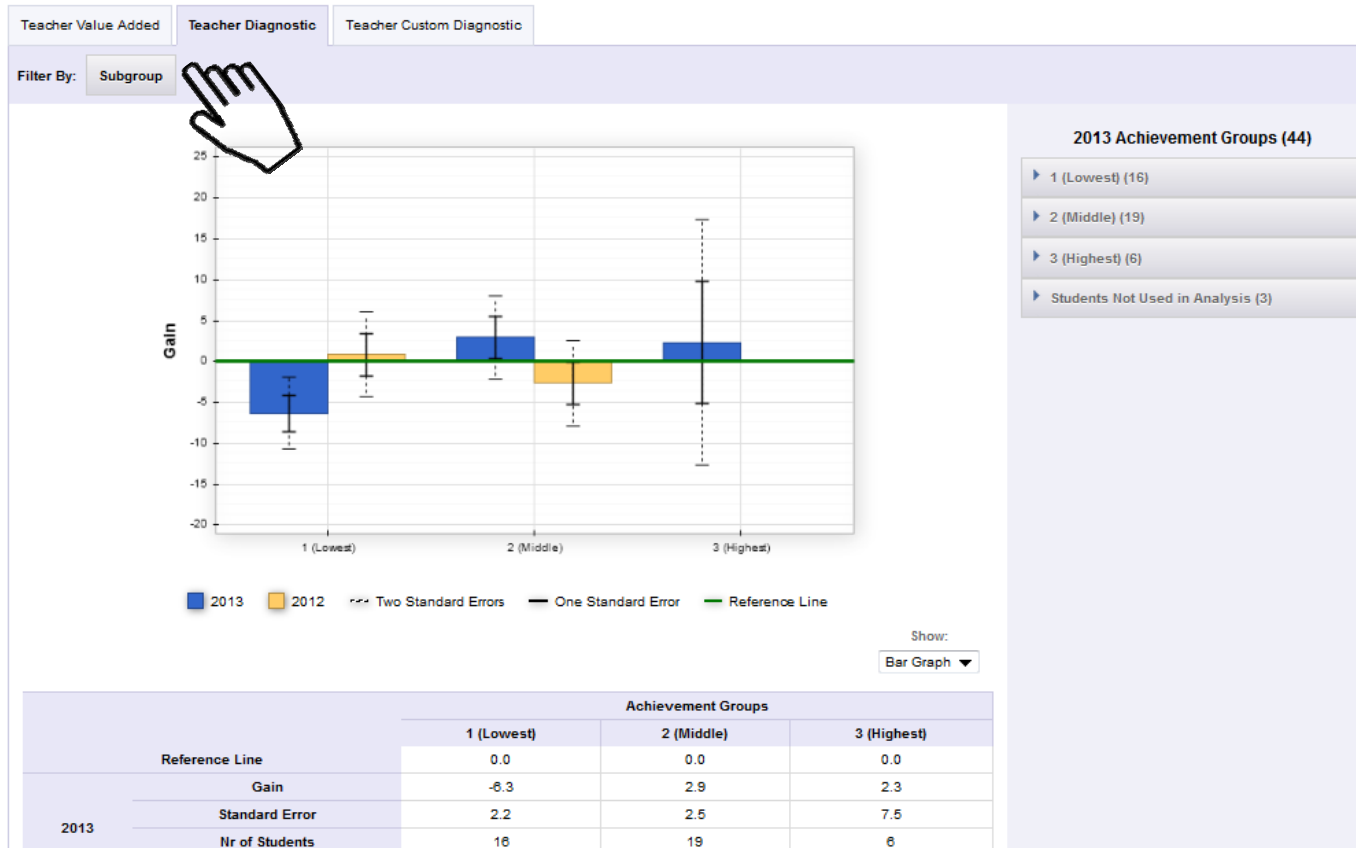 Teacher Value Added Teacher Diagnostic Teacher Custom Diagnostic
Filter By: Subgroup
2013 Achievement Groups (44)
1 (Lowest) (16)
2 (Middle) (19)
3 (Highest) (6)
Students Not Used in Analysis (3)
Gain
25
20
15
10
5
0
-5
-10
-15
-20
1 (Lowest) 2 (Middle) 3 (Highest)
2013 2012 Two Standard Errors One Standard Error Reference Line
Show:
Bar Graph
Achievement Groups
1 (Lowest) 2 (Middle) 3 (Highest)
Reference Line 0.0 0.0 0.0
2013
Gain -6.3 2.9 2.3
Standard Error 2.2 2.5 7.5
Nr of Students 16 19 6